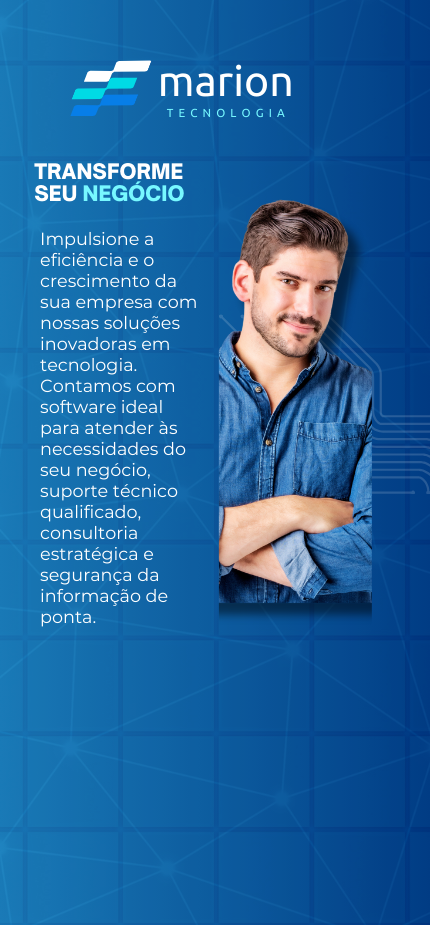 marion
TECNOLOGIA
TRANSFORME
SEU NEGÓCIO
Impulsione a
eficiência e o
crescimento da
sua empresa com
nossas soluções
inovadoras em
tecnologia.
Contamos com
software ideal
para atender às
necessidades do
seu negócio,
suporte técnico
qualificado,
consultoria
estratégica e
segurança da
informação de
ponta.